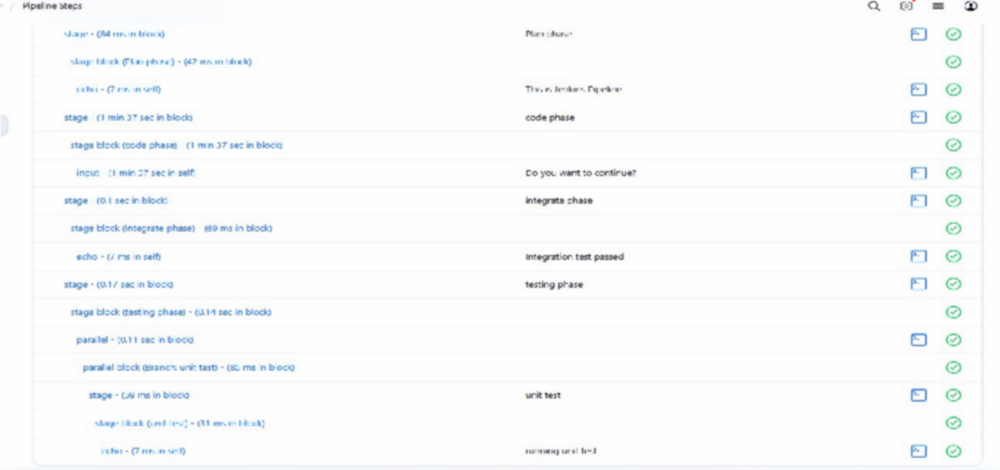 / Pipeline Steps
stage - (84 ms in block) Plan phase
stage block (Plan phase) - (42 ms in block)
echo - (7 ms in self) This is Jenkins Pipeline
stage - (1 min 37 sec in block) code phase
stage block (code phase) - (1 min 37 sec in block)
input - (1 min 37 sec in self) Do you want to continue?
stage - (0.1 sec in block) integrate phase
stage block (integrate phase) - (69 ms in block)
echo - (7 ms in self) Integration test passed
stage - (0.17 sec in block) testing phase
stage block (testing phase) - (0.14 sec in block)
parallel - (0.11 sec in block)
parallel block (Branch: unit test) - ms in block)
stage - ms in block) unit test
stage block (unit test) - (31 ms in block)
echo - (7 ms in self) running unit test